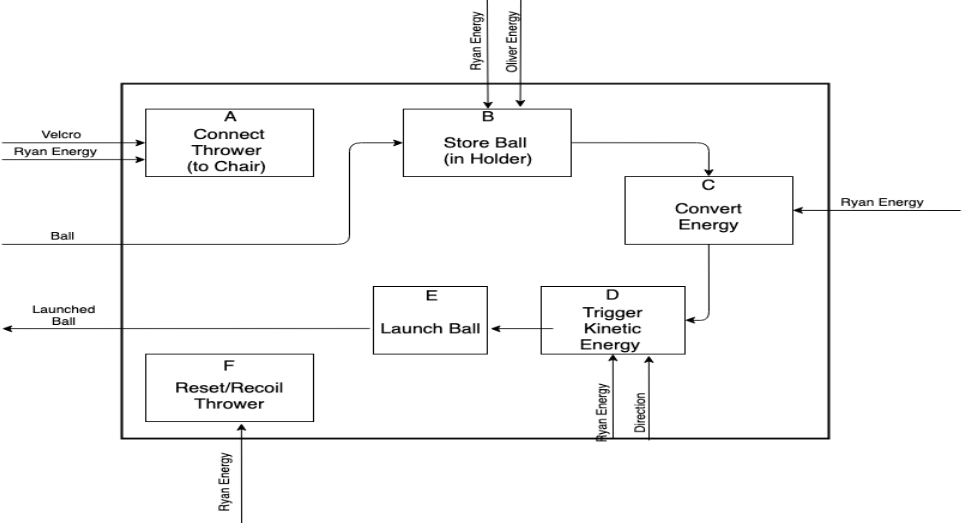 Ryan Energy
Oliver Energy
A
Connect
Thrower
(to Chair)
Velcro
Ryan Energy
B
Store Ball
(in Holder)
C
Convert
Energy
Ryan Energy
Ball
Launched
Ball
E
Launch Ball
D
Trigger
Kinetic
Energy
F
Reset/Recoil
Thrower
Ryan Energy
Direction
Ryan Energy